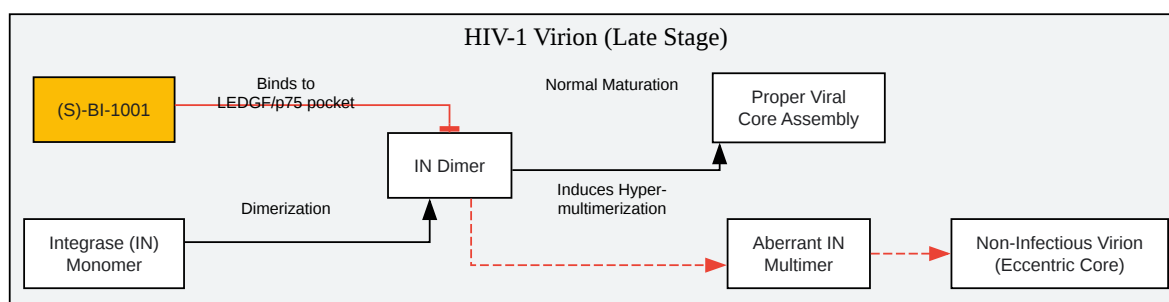 HIV-1 Virion (Late Stage)
(S)-BI-1001
Binds to
LEDGF/p75 pocket
Normal Maturation
Proper Viral
Core Assembly
IN Dimer
Induces Hyper-
multimerization
Dimerization
Integrase (IN)
Monomer
Aberrant IN
Multimer
Non-Infectious Virion
(Eccentric Core)